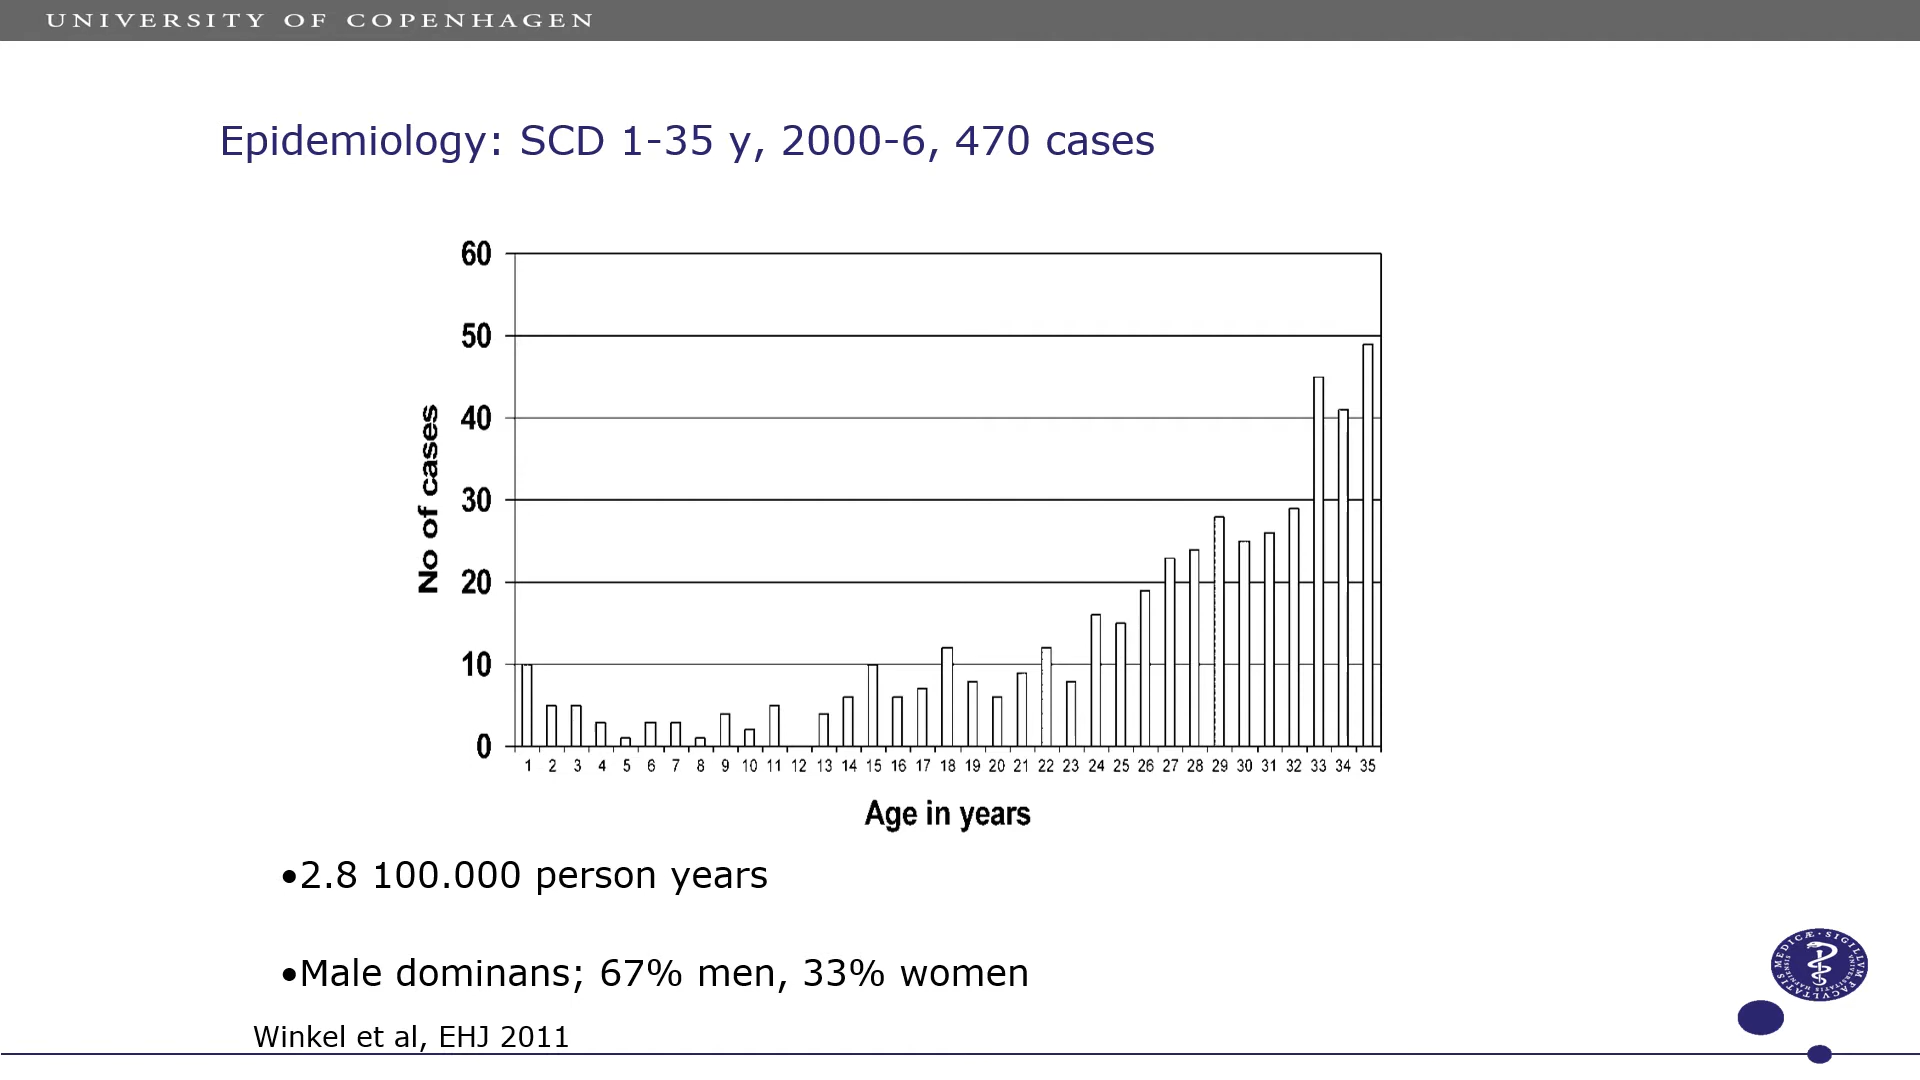 UNIVERSITY OF COPENHAGEN
Epidemiology: SCD 1-35 y, 2000-6, 470 cases
60
50
40
30
20
10
0
No of cases
1 2 3 4 5 6 7 8 9 10 11 12 13 14 15 16 17 18 19 20 21 22 23 24 25 26 27 28 29 30 31 32 33 34 35
Age in years
•2.8 100.000 person years
•Male dominans; 67% men, 33% women
Winkel et al, EHJ 2011